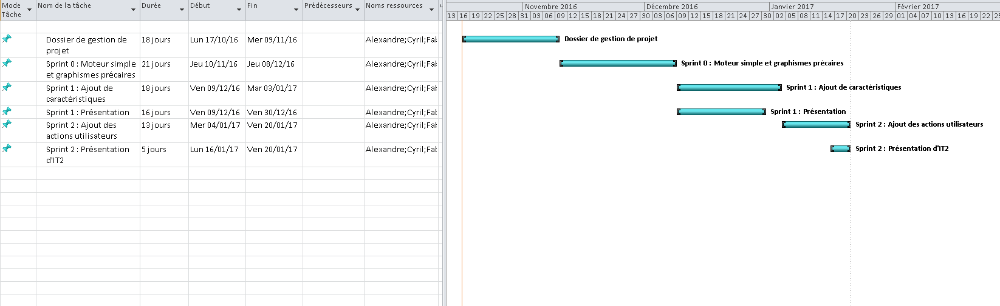 Mode Tâche Nom de la tâche Durée Début Fin Prédécesseurs Noms ressources
Novembre 2016 Décembre 2016 Janvier 2017 Février 2017
13 16 19 22 25 28 31 03 06 09 12 15 18 21 24 27 30 03 06 09 12 15 18 21 24 27 30 02 05 08 11 14 17 20 23 26 29 01 04 07 10 13 16 19 22 25
Dossier de gestion de projet 18 jours Lun 17/10/16 Mer 09/11/16 Alexandre;Cyril;Fab Dossier de gestion de projet
Sprint 0 : Moteur simple et graphismes précaires 21 jours Jeu 10/11/16 Jeu 08/12/16 Alexandre;Cyril;Fab Sprint 0 : Moteur simple et graphismes précaires
Sprint 1 : Ajout de caractéristiques 18 jours Ven 09/12/16 Mar 03/01/17 Alexandre;Cyril;Fab Sprint 1 : Ajout de caractéristiques
Sprint 1 : Présentation 16 jours Ven 09/12/16 Ven 30/12/16 Alexandre;Cyril;Fab Sprint 1 : Présentation
Sprint 2 : Ajout des actions utilisateurs 13 jours Mer 04/01/17 Ven 20/01/17 Alexandre;Cyril;Fab Sprint 2 : Ajout des actions utilisateurs
Sprint 2 : Présentation d'IT2 5 jours Lun 16/01/17 Ven 20/01/17 Alexandre;Cyril;Fab Sprint 2 : Présentation d'IT2